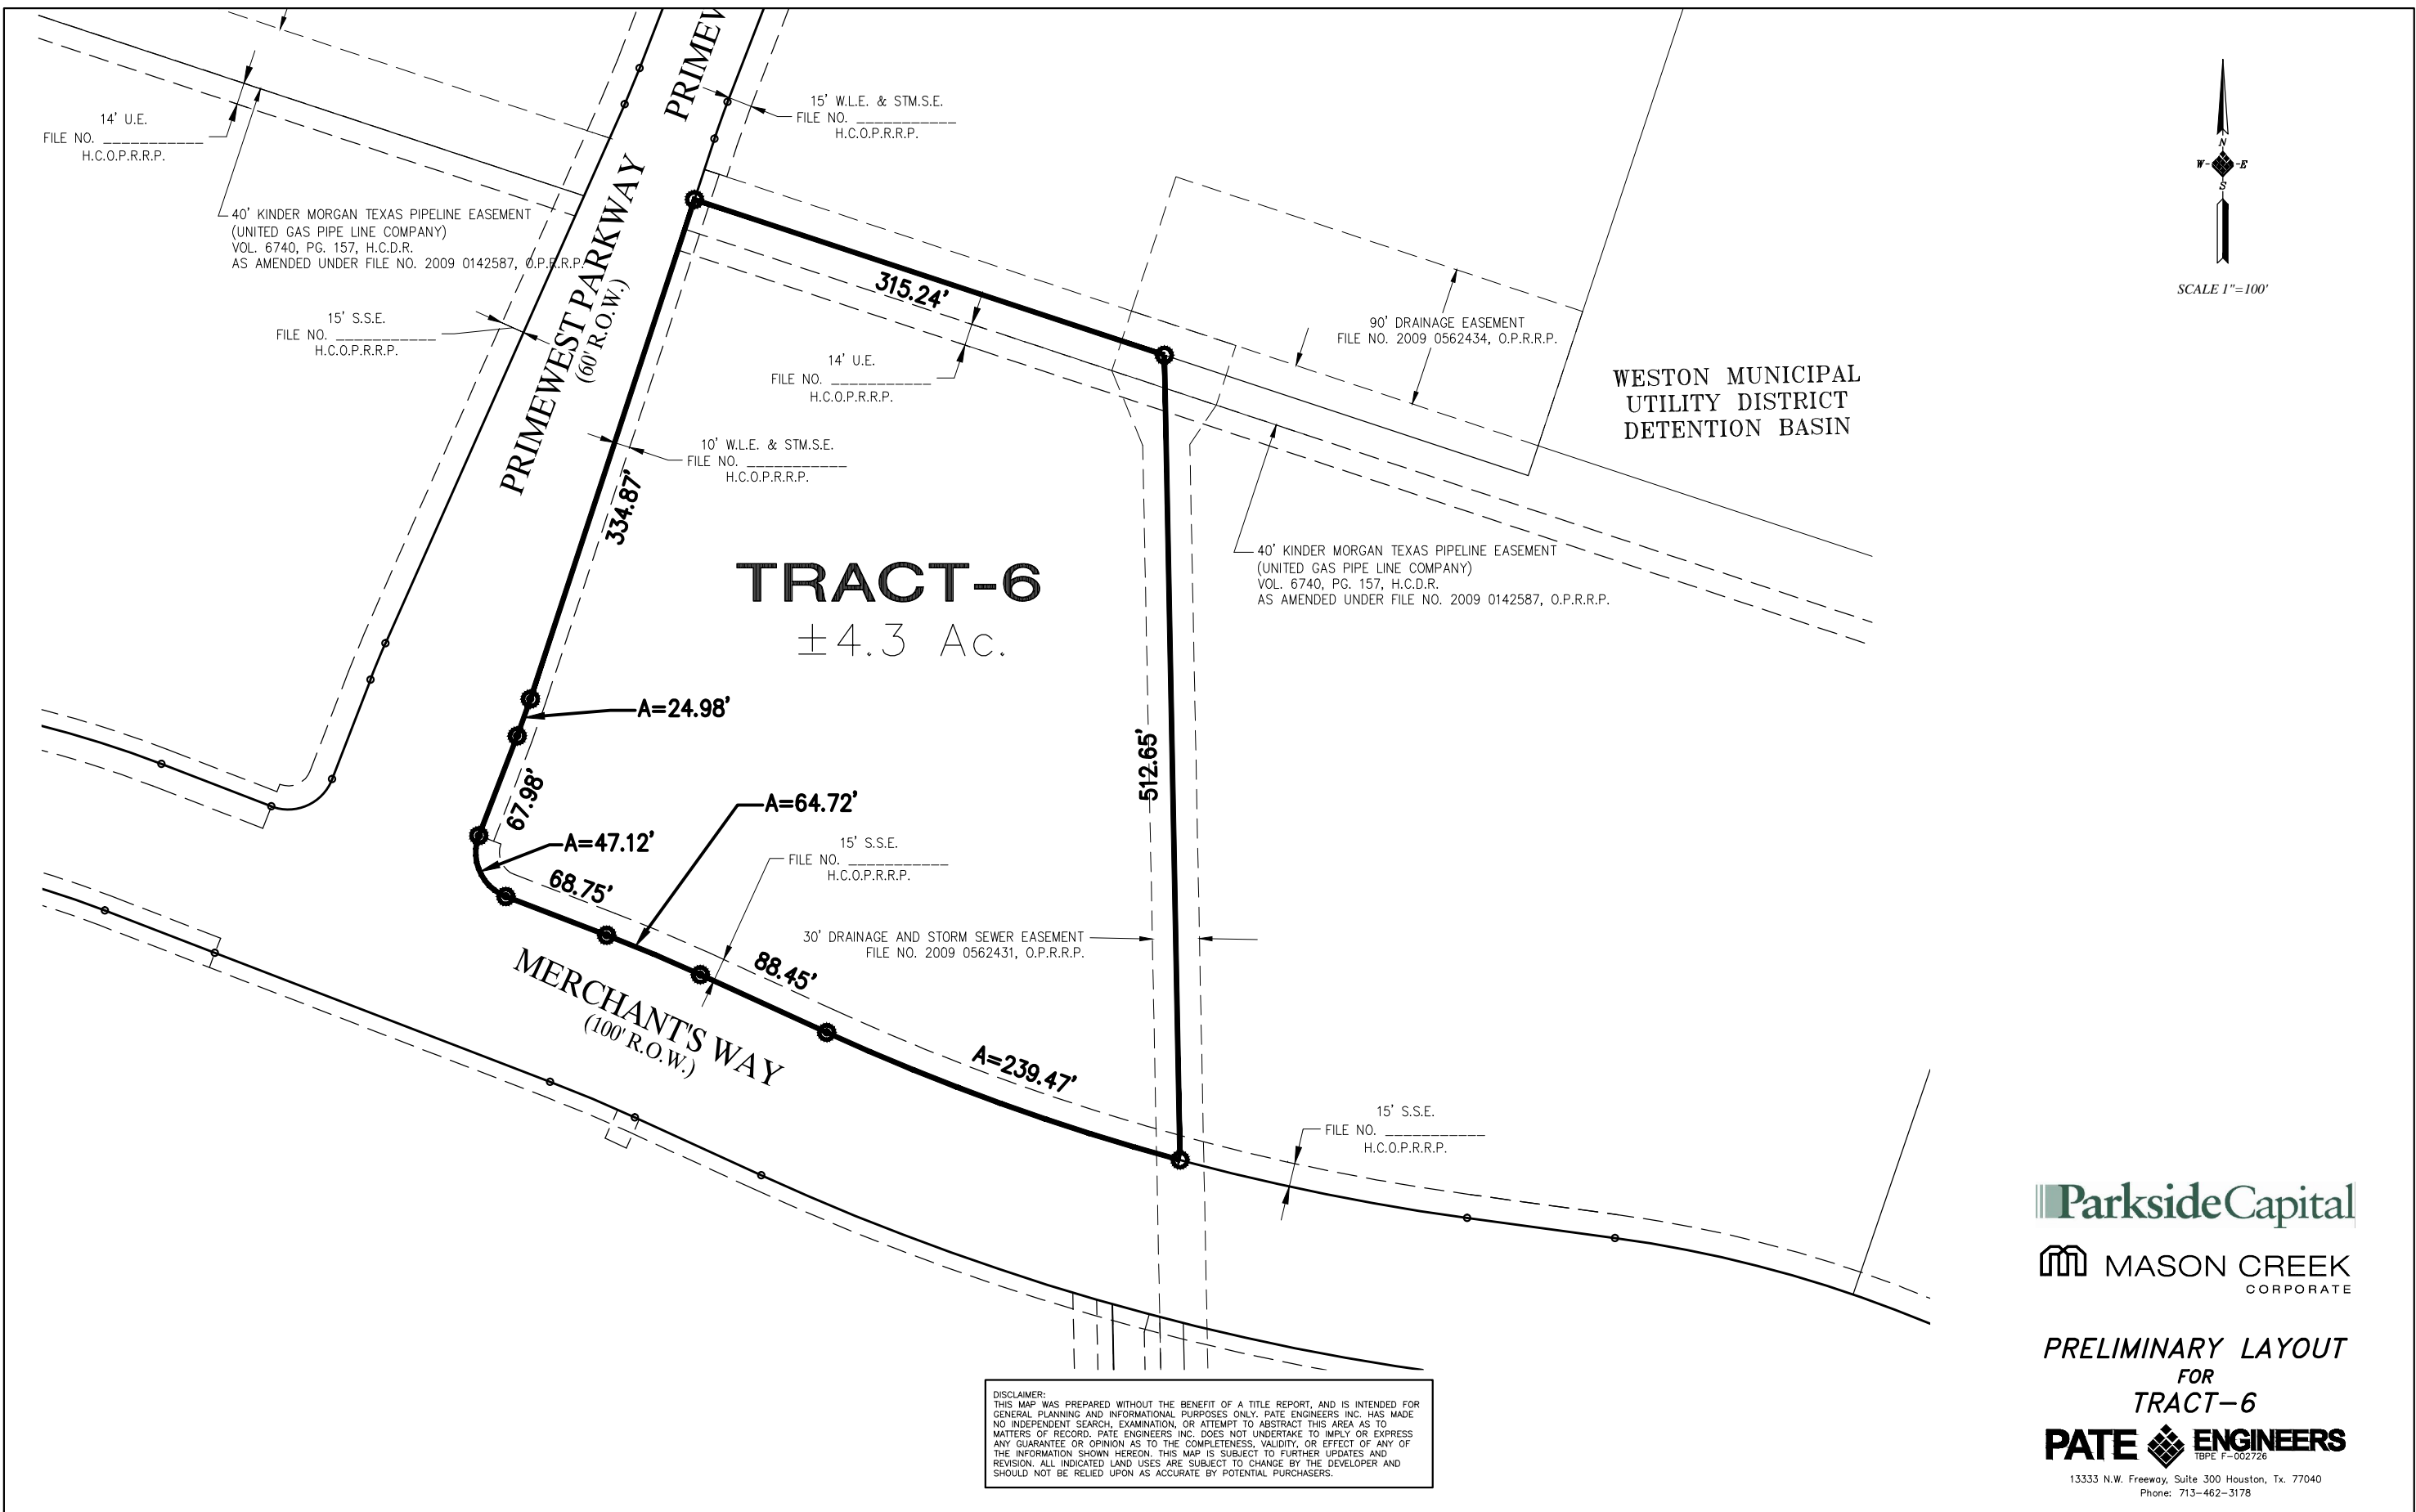 PRIMEW
15' W.L.E. & STM.S.E.
FILE NO. ___________
H.C.O.P.R.R.P.
14' U.E.
FILE NO. ___________
H.C.O.P.R.R.P.
N
W- -E
S
SCALE 1"=100'
40' KINDER MORGAN TEXAS PIPELINE EASEMENT
(UNITED GAS PIPE LINE COMPANY)
VOL. 6740, PG. 157, H.C.D.R.
AS AMENDED UNDER FILE NO. 2009 0142587, O.P.R.R.P.
PRIMEWEST PARKWAY
(60' R.O.W.)
15' S.S.E.
FILE NO. ___________
H.C.O.P.R.R.P.
315.24'
14' U.E.
FILE NO. ___________
H.C.O.P.R.R.P.
90' DRAINAGE EASEMENT
FILE NO. 2009 0562434, O.P.R.R.P.
WESTON MUNICIPAL
UTILITY DISTRICT
DETENTION BASIN
10' W.L.E. & STM.S.E.
FILE NO. ___________
H.C.O.P.R.R.P.
334.87'
40' KINDER MORGAN TEXAS PIPELINE EASEMENT
(UNITED GAS PIPE LINE COMPANY)
VOL. 6740, PG. 157, H.C.D.R.
AS AMENDED UNDER FILE NO. 2009 0142587, O.P.R.R.P.
TRACT-6
±4.3 Ac.
A=24.98'
512.65'
67.98'
A=64.72'
A=47.12'
15' S.S.E.
FILE NO. ___________
H.C.O.P.R.R.P.
68.75'
30' DRAINAGE AND STORM SEWER EASEMENT
FILE NO. 2009 0562431, O.P.R.R.P.
88.45'
MERCHANT'S WAY
(100' R.O.W.)
A=239.47'
15' S.S.E.
FILE NO. ___________
H.C.O.P.R.R.P.
ParksideCapital
MASON CREEK
CORPORATE
PRELIMINARY LAYOUT
FOR
TRACT-6
PATE ENGINEERS
TBPE F-002726
13333 N.W. Freeway, Suite 300 Houston, Tx. 77040
Phone: 713-462-3178
DISCLAIMER:
THIS MAP WAS PREPARED WITHOUT THE BENEFIT OF A TITLE REPORT, AND IS INTENDED FOR
GENERAL PLANNING AND INFORMATIONAL PURPOSES ONLY. PATE ENGINEERS INC. HAS MADE
NO INDEPENDENT SEARCH, EXAMINATION, OR ATTEMPT TO ABSTRACT THIS AREA AS TO
MATTERS OF RECORD. PATE ENGINEERS INC. DOES NOT UNDERTAKE TO IMPLY OR EXPRESS
ANY GUARANTEE OR OPINION AS TO THE COMPLETENESS, VALIDITY, OR EFFECT OF ANY OF
THE INFORMATION SHOWN HEREON. THIS MAP IS SUBJECT TO FURTHER UPDATES AND
REVISION. ALL INDICATED LAND USES ARE SUBJECT TO CHANGE BY THE DEVELOPER AND
SHOULD NOT BE RELIED UPON AS ACCURATE BY POTENTIAL PURCHASERS.